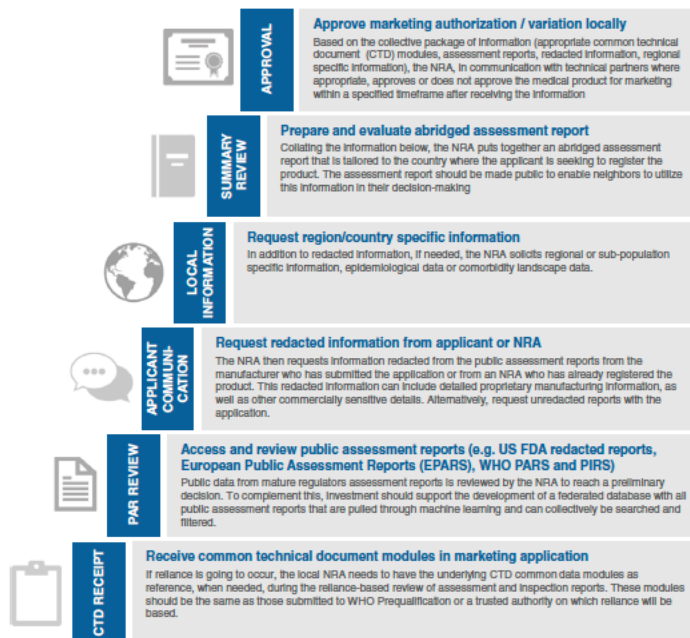 APPROVAL
Approve marketing authorization / variation locally
Based on the collective package of information (appropriate common technical
document (CTD) modules, assessment reports, redacted information, regional
specific information), the NRA, in communication with technical partners where
appropriate, approves or does not approve the medical product for marketing
within a specified timeframe after receiving the information
SUMMARY
REVIEW
Prepare and evaluate abridged assessment report
Collating the information below, the NRA puts together an abridged assessment
report that is tailored to the country where the applicant is seeking to register the
product. The assessment report should be made public to enable neighbors to utilize
this information in their decision-making
LOCAL
INFORMATION
Request region/country specific information
In addition to redacted information, if needed, the NRA solicits regional or sub-population
specific information, epidemiological data or comorbidity landscape data.
APPLICANT
COMMUNI-
CATION
Request redacted information from applicant or NRA
The NRA then requests information redacted from the public assessment reports from the
manufacturer who has submitted the application or from an NRA who has already registered the
product. This redacted information can include detailed proprietary manufacturing information, as
well as other commercially sensitive details. Alternatively, request unredacted reports with the
application.
PAR REVIEW
Access and review public assessment reports (e.g. US FDA redacted reports,
European Public Assessment Reports (EPARS), WHO PARS and PIRS)
Public data from mature regulators assessment reports is reviewed by the NRA to reach a preliminary
decision. To complement this, investment should support the development of a federated database with all
public assessment reports that are pulled through machine learning and can collectively be searched and
filtered.
CTD RECEIPT
Receive common technical document modules in marketing application
If reliance is going to occur, the local NRA needs to have the underlying CTD common data modules as
reference, when needed, during the reliance-based review of assessment and inspection reports. These modules
should be the same as those submitted to WHO Prequalification or a trusted authority on which reliance will be
based.